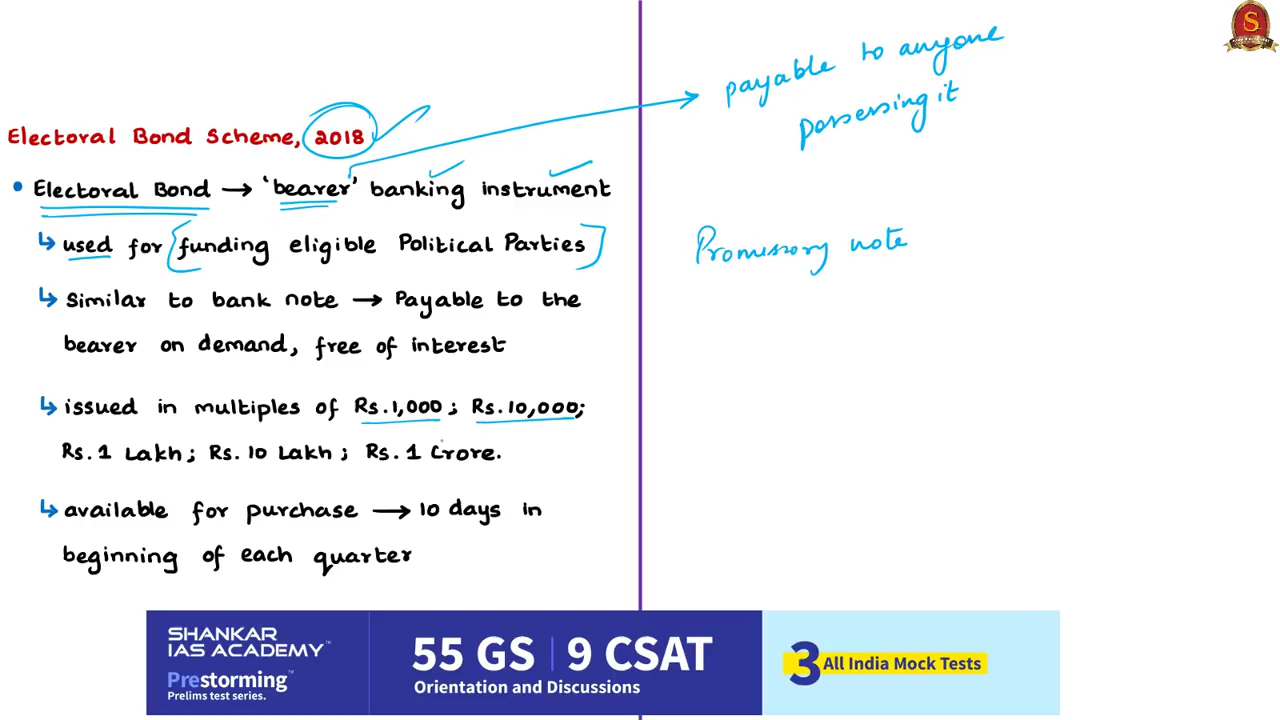 Electoral Bond Scheme, 2018
• Electoral Bond → 'bearer' banking instrument
↳ used for [funding eligible Political Parties]
↳ Similar to bank note → Payable to the
bearer on demand, free of interest
↳ issued in multiples of Rs.1,000; Rs.10,000;
Rs.1 Lakh; Rs.10 Lakh; Rs.1 Crore.
↳ available for purchase → 10 days in
beginning of each quarter
payable to anyone
possessing it
Promissory note
S
SHANKAR
IAS ACADEMY™
Prestorming™
Prelims test series.
55 GS | 9 CSAT
Orientation and Discussions
3 All India Mock Tests